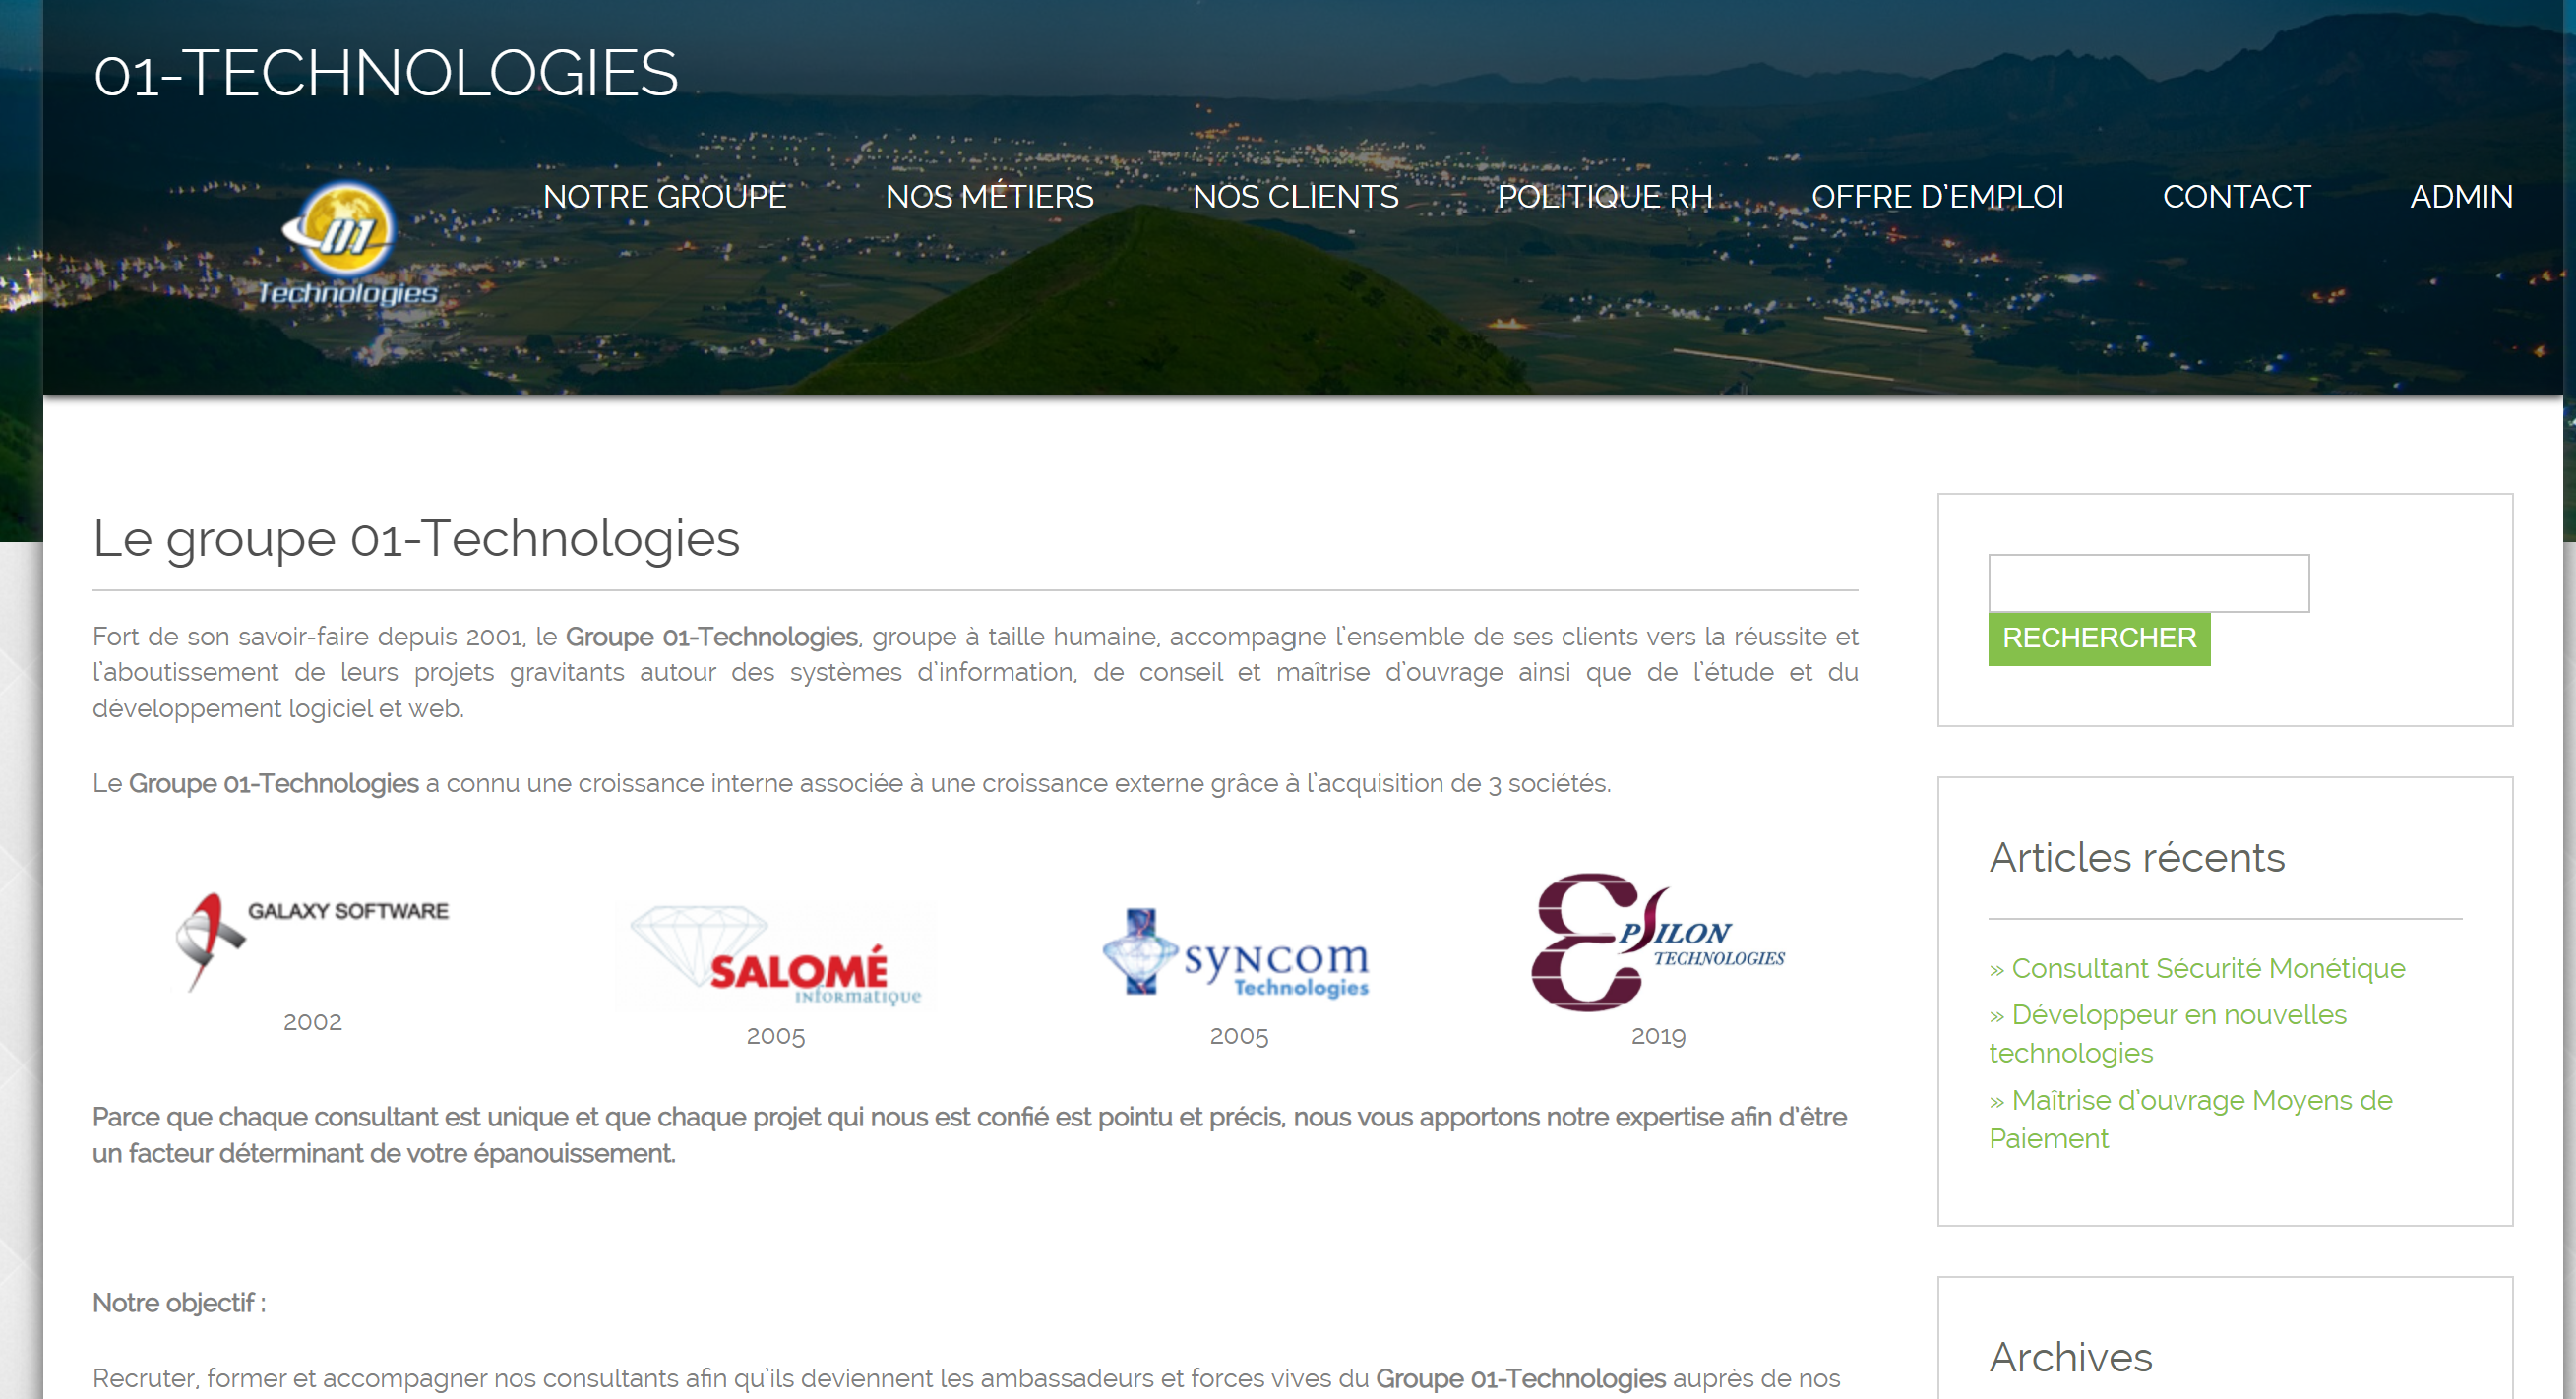 01-TECHNOLOGIES
01
Technologies
NOTRE GROUPE NOS MÉTIERS NOS CLIENTS POLITIQUE RH OFFRE D'EMPLOI CONTACT ADMIN
Le groupe 01-Technologies
Fort de son savoir-faire depuis 2001, le Groupe 01-Technologies, groupe à taille humaine, accompagne l'ensemble de ses clients vers la réussite et
l'aboutissement de leurs projets gravitants autour des systèmes d'information, de conseil et maîtrise d'ouvrage ainsi que de l'étude et du
développement logiciel et web.
Le Groupe 01-Technologies a connu une croissance interne associée à une croissance externe grâce à l'acquisition de 3 sociétés.
GALAXY SOFTWARE
2002
SALOMÉ
informatique
2005
syncom
Technologies
2005
EPSILON
TECHNOLOGIES
2019
Parce que chaque consultant est unique et que chaque projet qui nous est confié est pointu et précis, nous vous apportons notre expertise afin d'être
un facteur déterminant de votre épanouissement.
Notre objectif :
Recruter, former et accompagner nos consultants afin qu'ils deviennent les ambassadeurs et forces vives du Groupe 01-Technologies auprès de nos
RECHERCHER
Articles récents
» Consultant Sécurité Monétique
» Développeur en nouvelles
technologies
» Maîtrise d'ouvrage Moyens de
Paiement
Archives